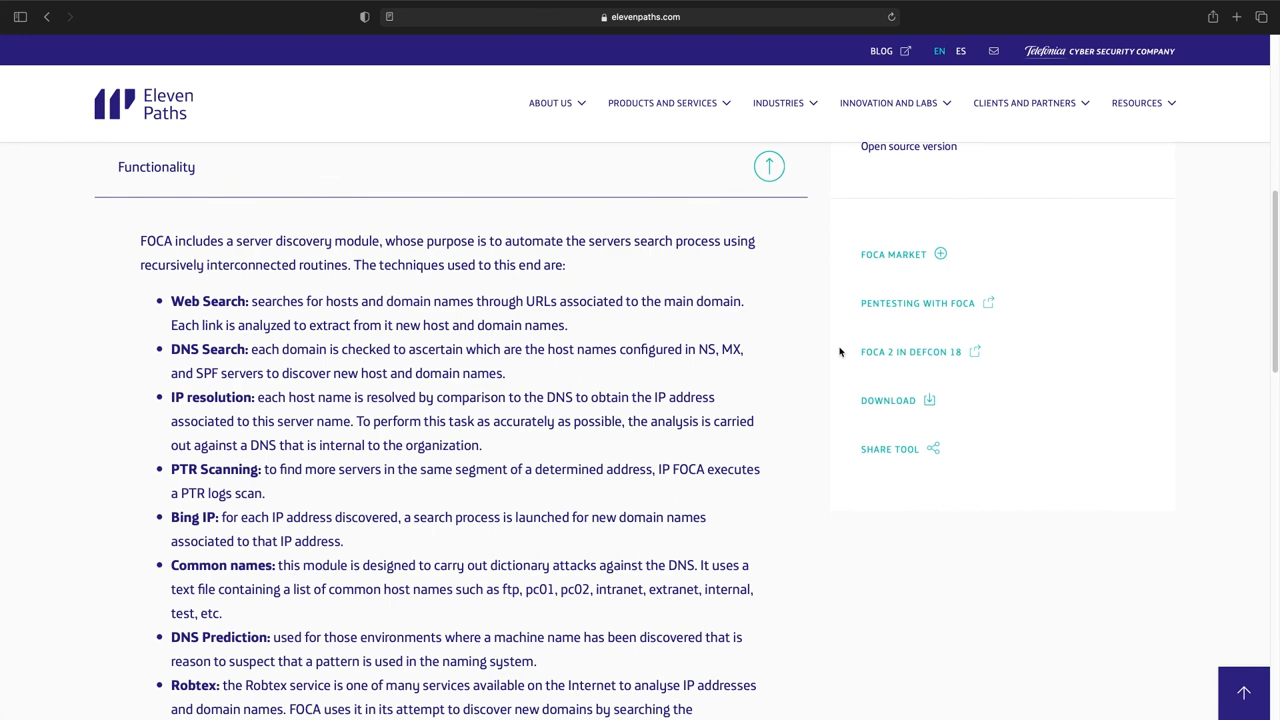 elevenpaths.com
BLOG EN ES Telefónica CYBER SECURITY COMPANY
Eleven Paths
ABOUT US PRODUCTS AND SERVICES INDUSTRIES INNOVATION AND LABS CLIENTS AND PARTNERS RESOURCES
Functionality
FOCA includes a server discovery module, whose purpose is to automate the servers search process using
recursively interconnected routines. The techniques used to this end are:
• Web Search: searches for hosts and domain names through URLs associated to the main domain.
Each link is analyzed to extract from it new host and domain names.
• DNS Search: each domain is checked to ascertain which are the host names configured in NS, MX,
and SPF servers to discover new host and domain names.
• IP resolution: each host name is resolved by comparison to the DNS to obtain the IP address
associated to this server name. To perform this task as accurately as possible, the analysis is carried
out against a DNS that is internal to the organization.
• PTR Scanning: to find more servers in the same segment of a determined address, IP FOCA executes
a PTR logs scan.
• Bing IP: for each IP address discovered, a search process is launched for new domain names
associated to that IP address.
• Common names: this module is designed to carry out dictionary attacks against the DNS. It uses a
text file containing a list of common host names such as ftp, pc01, pc02, intranet, extranet, internal,
test, etc.
• DNS Prediction: used for those environments where a machine name has been discovered that is
reason to suspect that a pattern is used in the naming system.
• Robtex: the Robtex service is one of many services available on the Internet to analyse IP addresses
and domain names. FOCA uses it in its attempt to discover new domains by searching the
Open source version
FOCA MARKET
PENTESTING WITH FOCA
FOCA 2 IN DEFCON 18
DOWNLOAD
SHARE TOOL